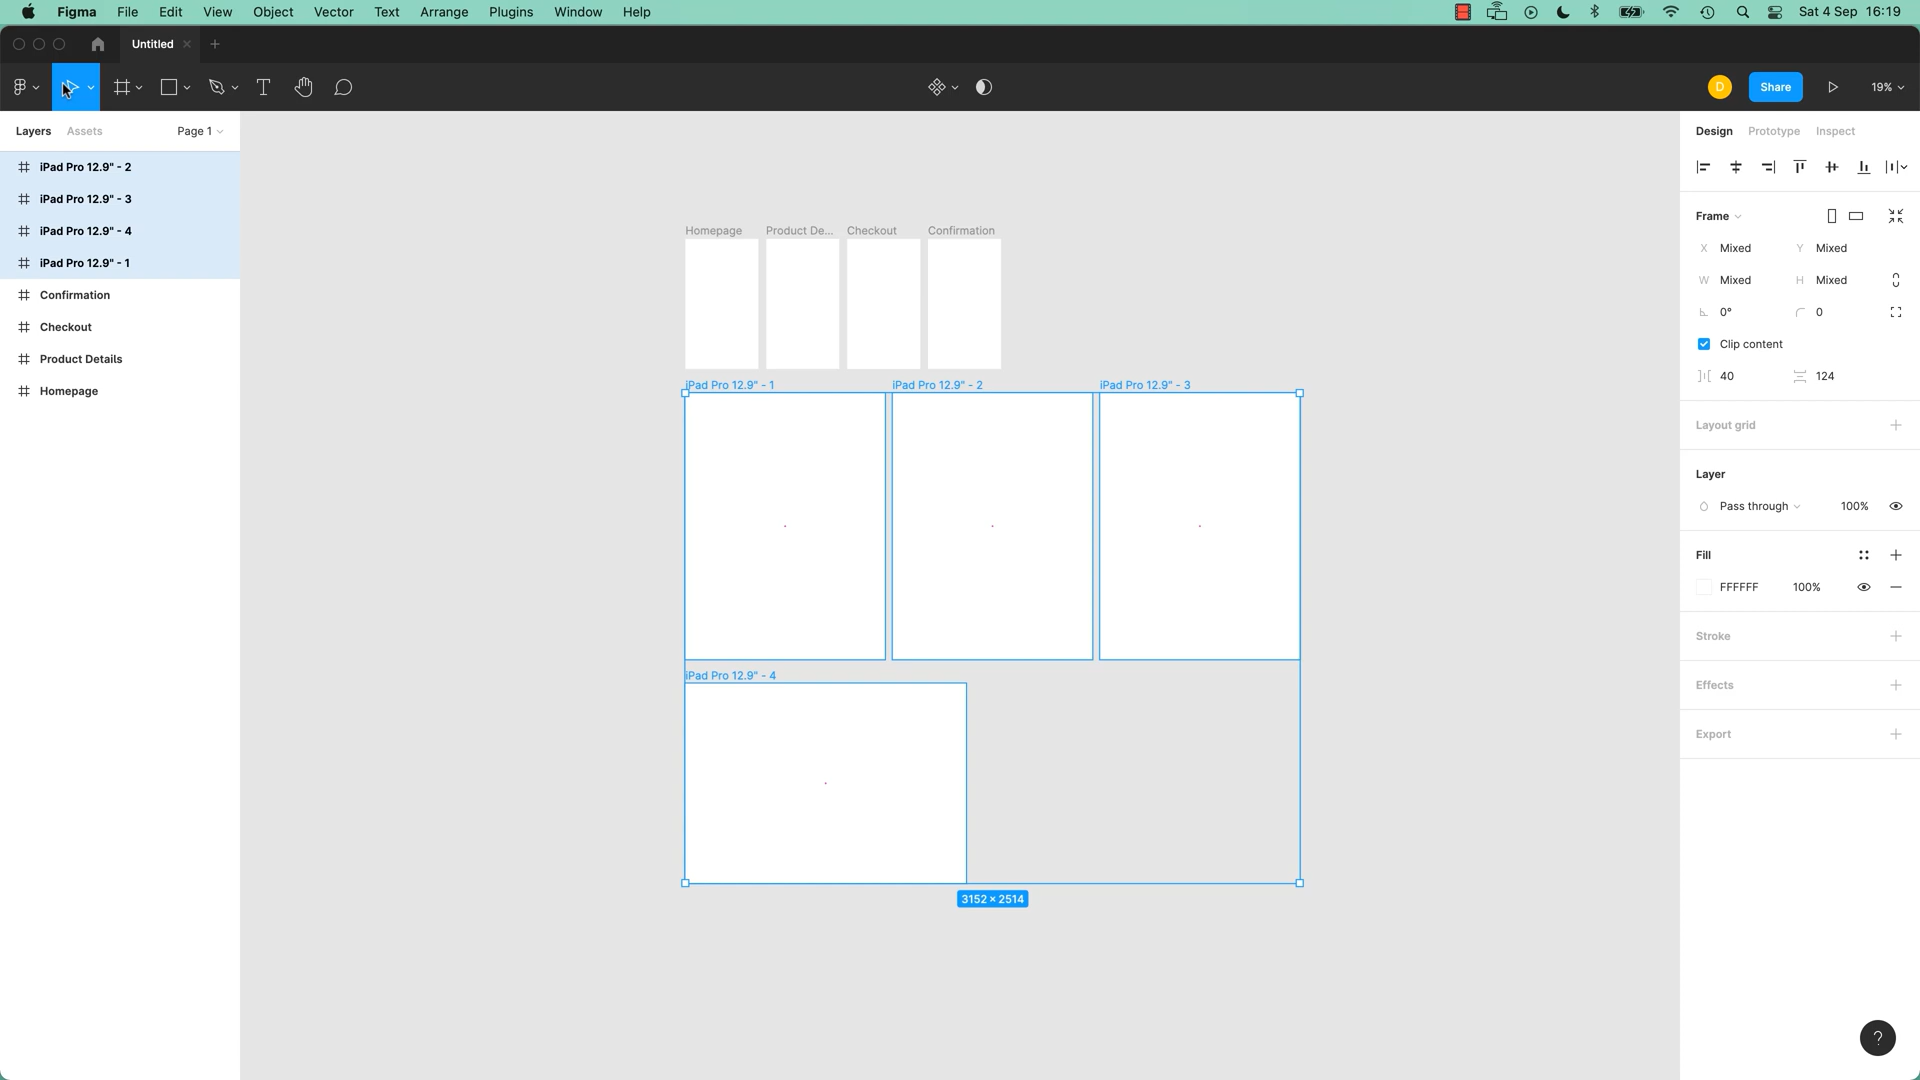 Figma File Edit View Object Vector Text Arrange Plugins Window Help Sat 4 Sep 16:19
Untitled
D Share 19%
Layers Assets Page 1
Design Prototype Inspect
iPad Pro 12.9" - 2
iPad Pro 12.9" - 3
iPad Pro 12.9" - 4
iPad Pro 12.9" - 1
Confirmation
Checkout
Product Details
Homepage
Homepage Product De... Checkout Confirmation
iPad Pro 12.9" - 1 iPad Pro 12.9" - 2 iPad Pro 12.9" - 3
iPad Pro 12.9" - 4
3152 × 2514
Frame
X Mixed Y Mixed
W Mixed H Mixed
0° 0
Clip content
40 124
Layout grid
Layer
Pass through 100%
Fill
FFFFFF 100%
Stroke
Effects
Export
?